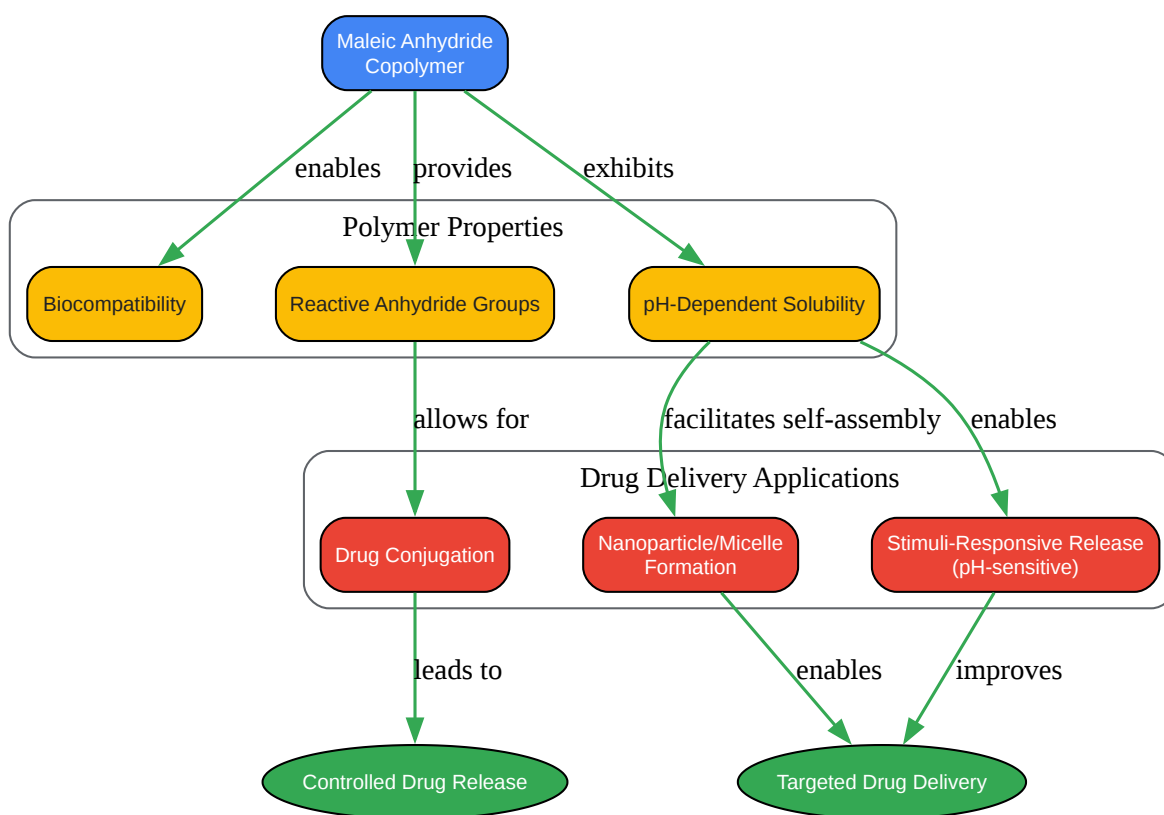 Maleic Anhydride
Copolymer
enables
provides
exhibits
Polymer Properties
Biocompatibility
Reactive Anhydride Groups
pH-Dependent Solubility
allows for
facilitates self-assembly
enables
Drug Delivery Applications
Drug Conjugation
Nanoparticle/Micelle
Formation
Stimuli-Responsive Release
(pH-sensitive)
leads to
enables
improves
Controlled Drug Release
Targeted Drug Delivery